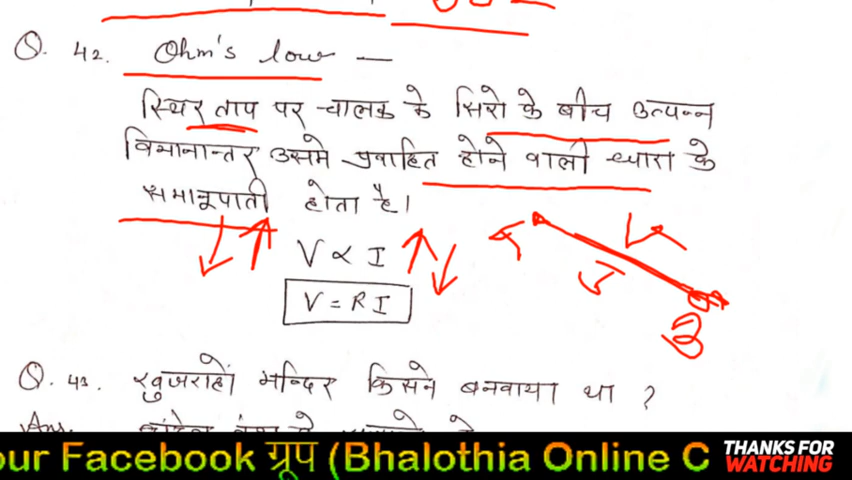 Q. 42. Ohm's low —
स्थिर ताप पर चालक के सिरो के बीच उत्पन्न
विभानान्तर उसमे प्रवाहित होने वाली धारा के
समानूपाती होता है।
V ∝ I
V = RI
A V
I
B
Q. 43. खुजराहो मन्दिर किसने बनवाया था ?
Ans.
our Facebook ग्रूप (Bhalothia Online C
THANKS FOR
WATCHING